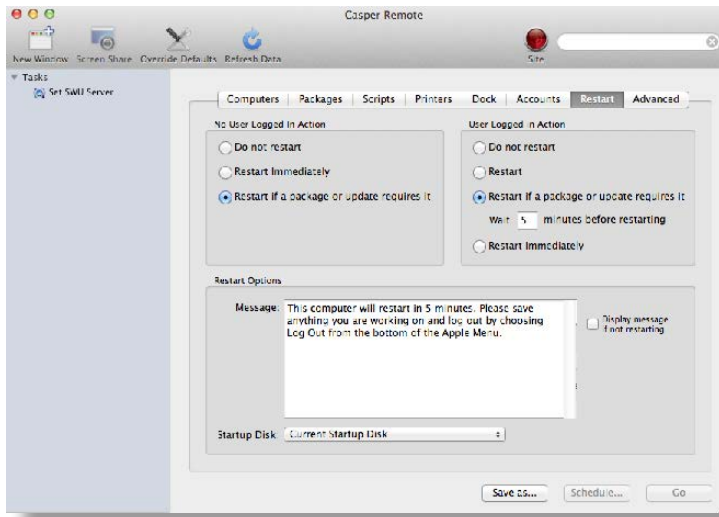 Casper Remote
New Window Screen Share Override Defaults Refresh Data Site
Tasks
Set SWU Server
Computers Packages Scripts Printers Dock Accounts Restart Advanced
No User Logged In Action
Do not restart
Restart Immediately
Restart if a package or update requires it
User Logged In Action
Do not restart
Restart
Restart if a package or update requires it
Wait 5 minutes before restarting
Restart Immediately
Restart Options
Message: This computer will restart in 5 minutes. Please save
anything you are working on and log out by choosing
Log Out from the bottom of the Apple Menu.
Display message
if not restarting
Startup Disk: Current Startup Disk
Save as... Schedule... Go